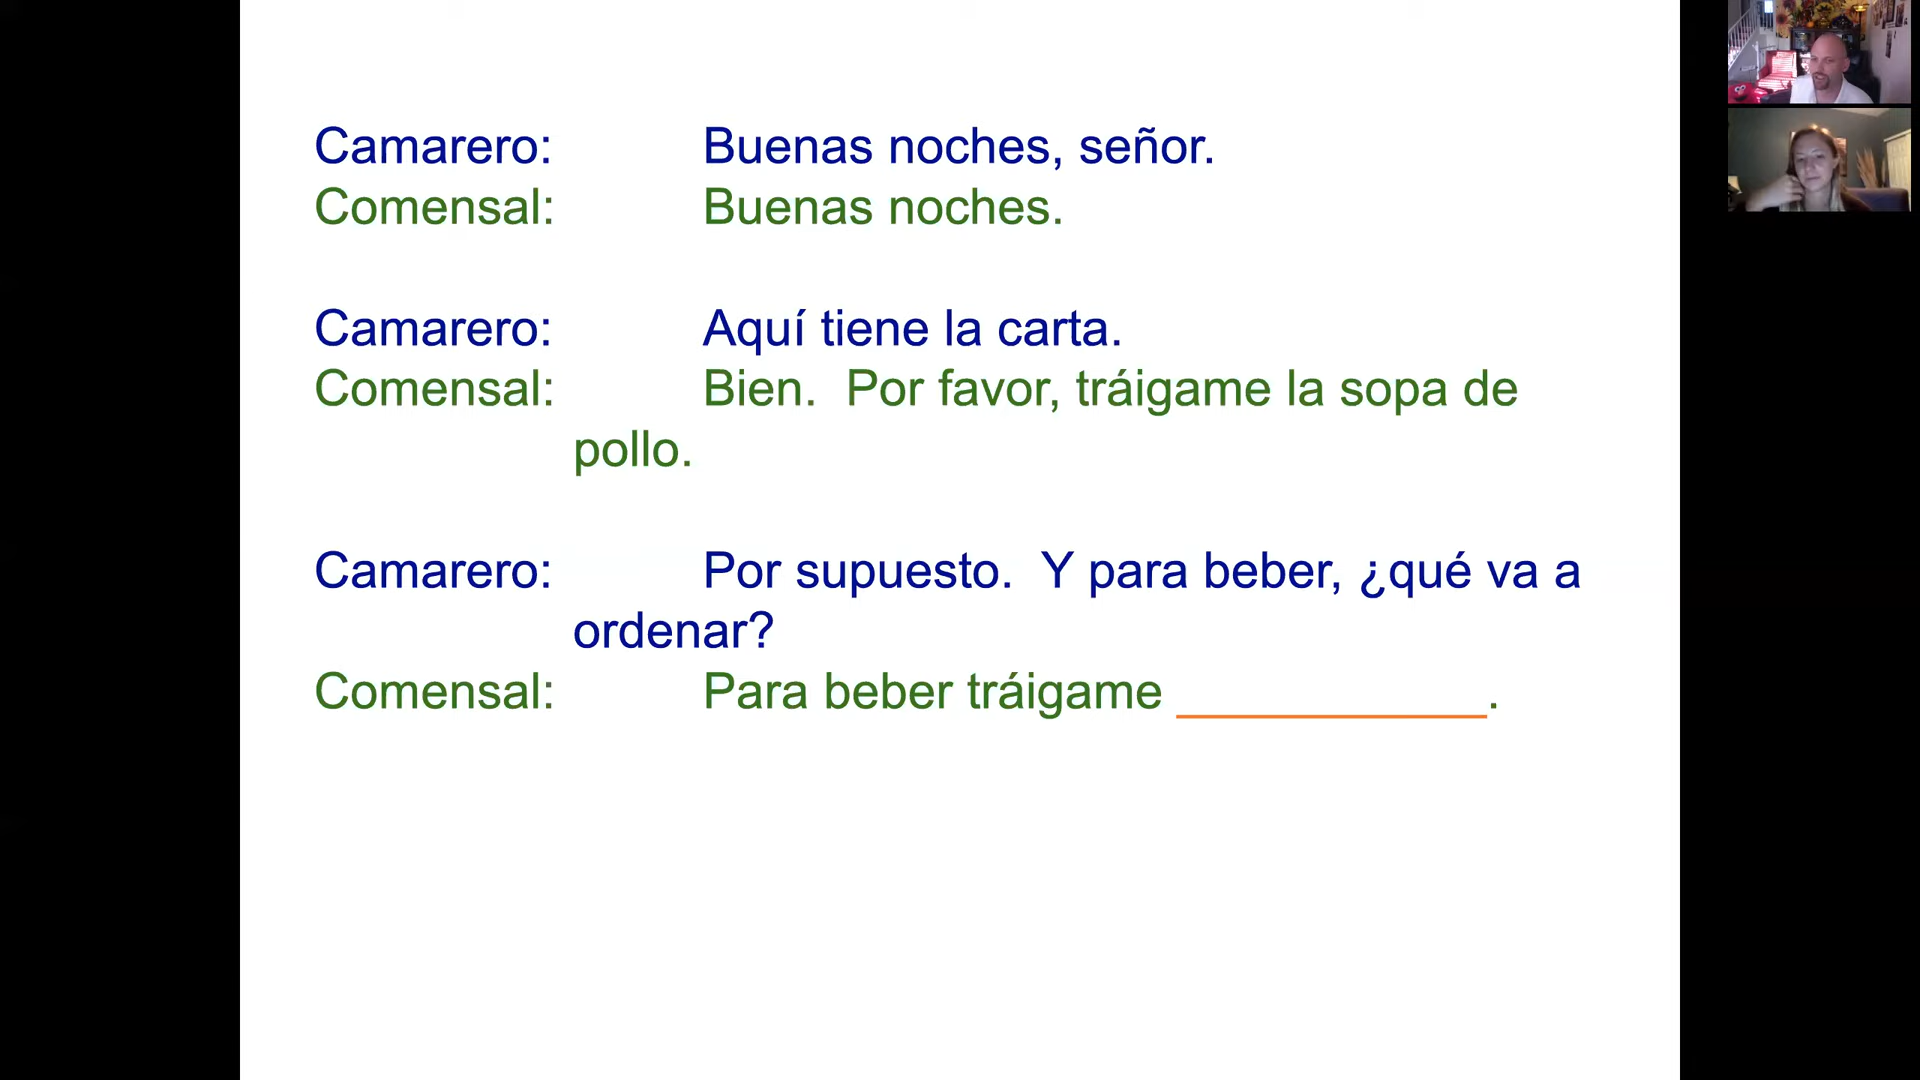 Camarero: Buenas noches, señor.
Comensal: Buenas noches.
Camarero: Aquí tiene la carta.
Comensal: Bien. Por favor, tráigame la sopa de
pollo.
Camarero: Por supuesto. Y para beber, ¿qué va a
ordenar?
Comensal: Para beber tráigame ____________.